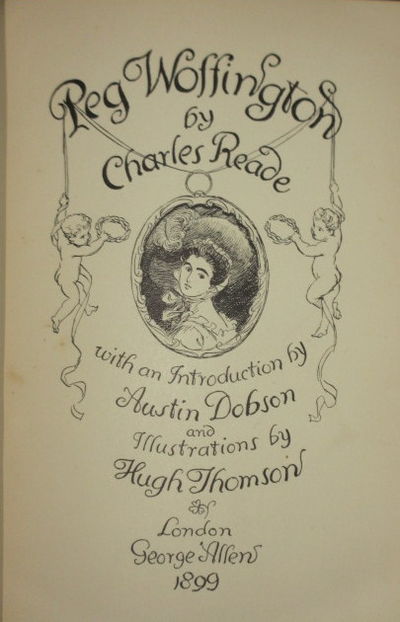 Peg Woffington
by
Charles Reade
with an Introduction by
Austin Dobson
and
Illustrations by
Hugh Thomson
London
George Allen
1899